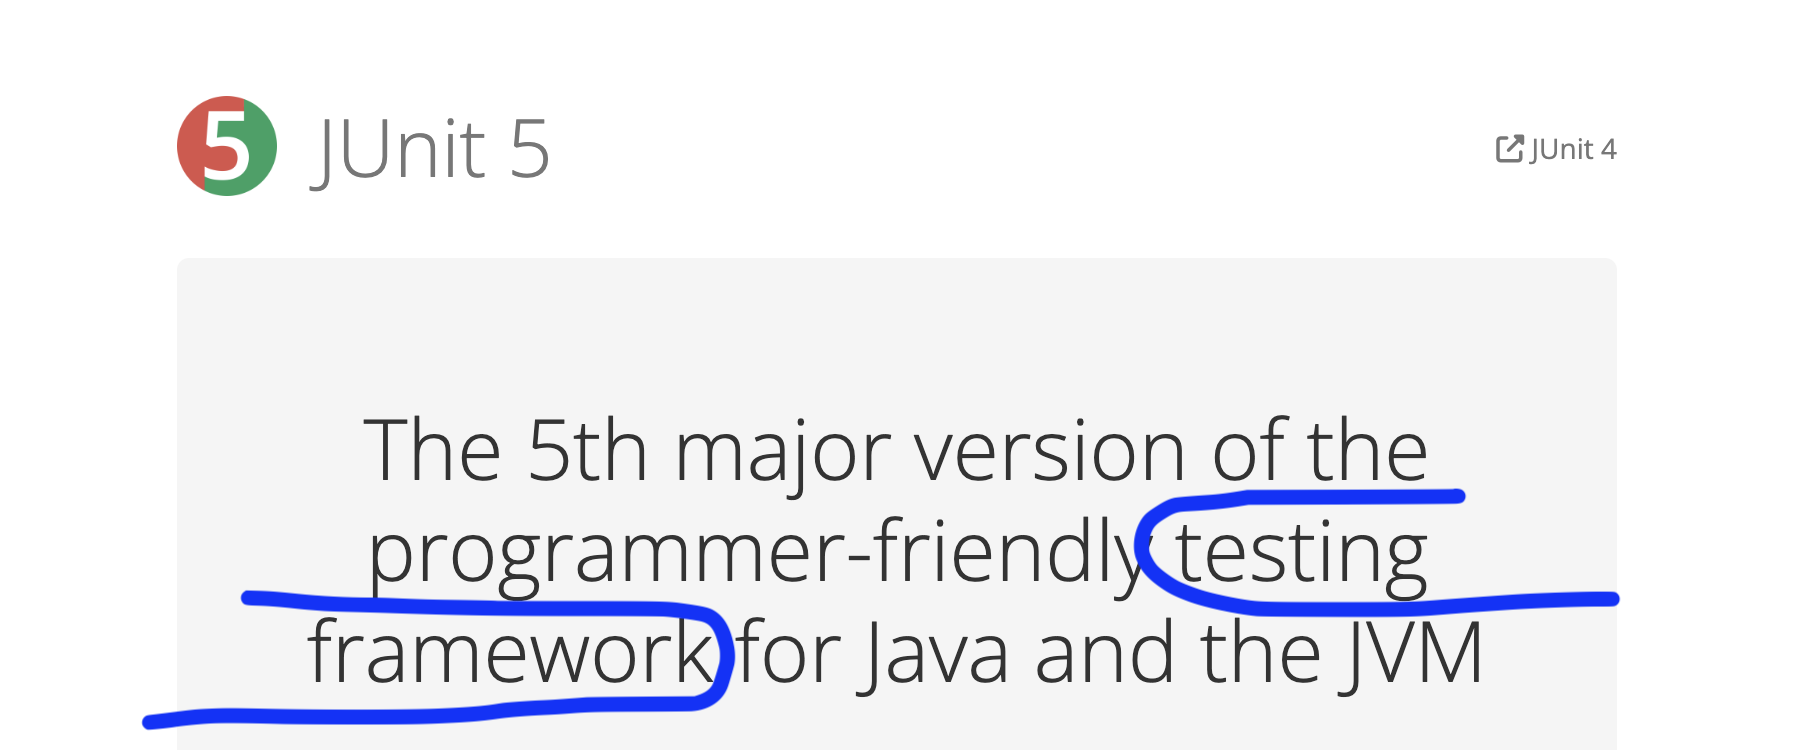 5 JUnit 5
JUnit 4
The 5th major version of the
programmer-friendly testing
framework for Java and the JVM